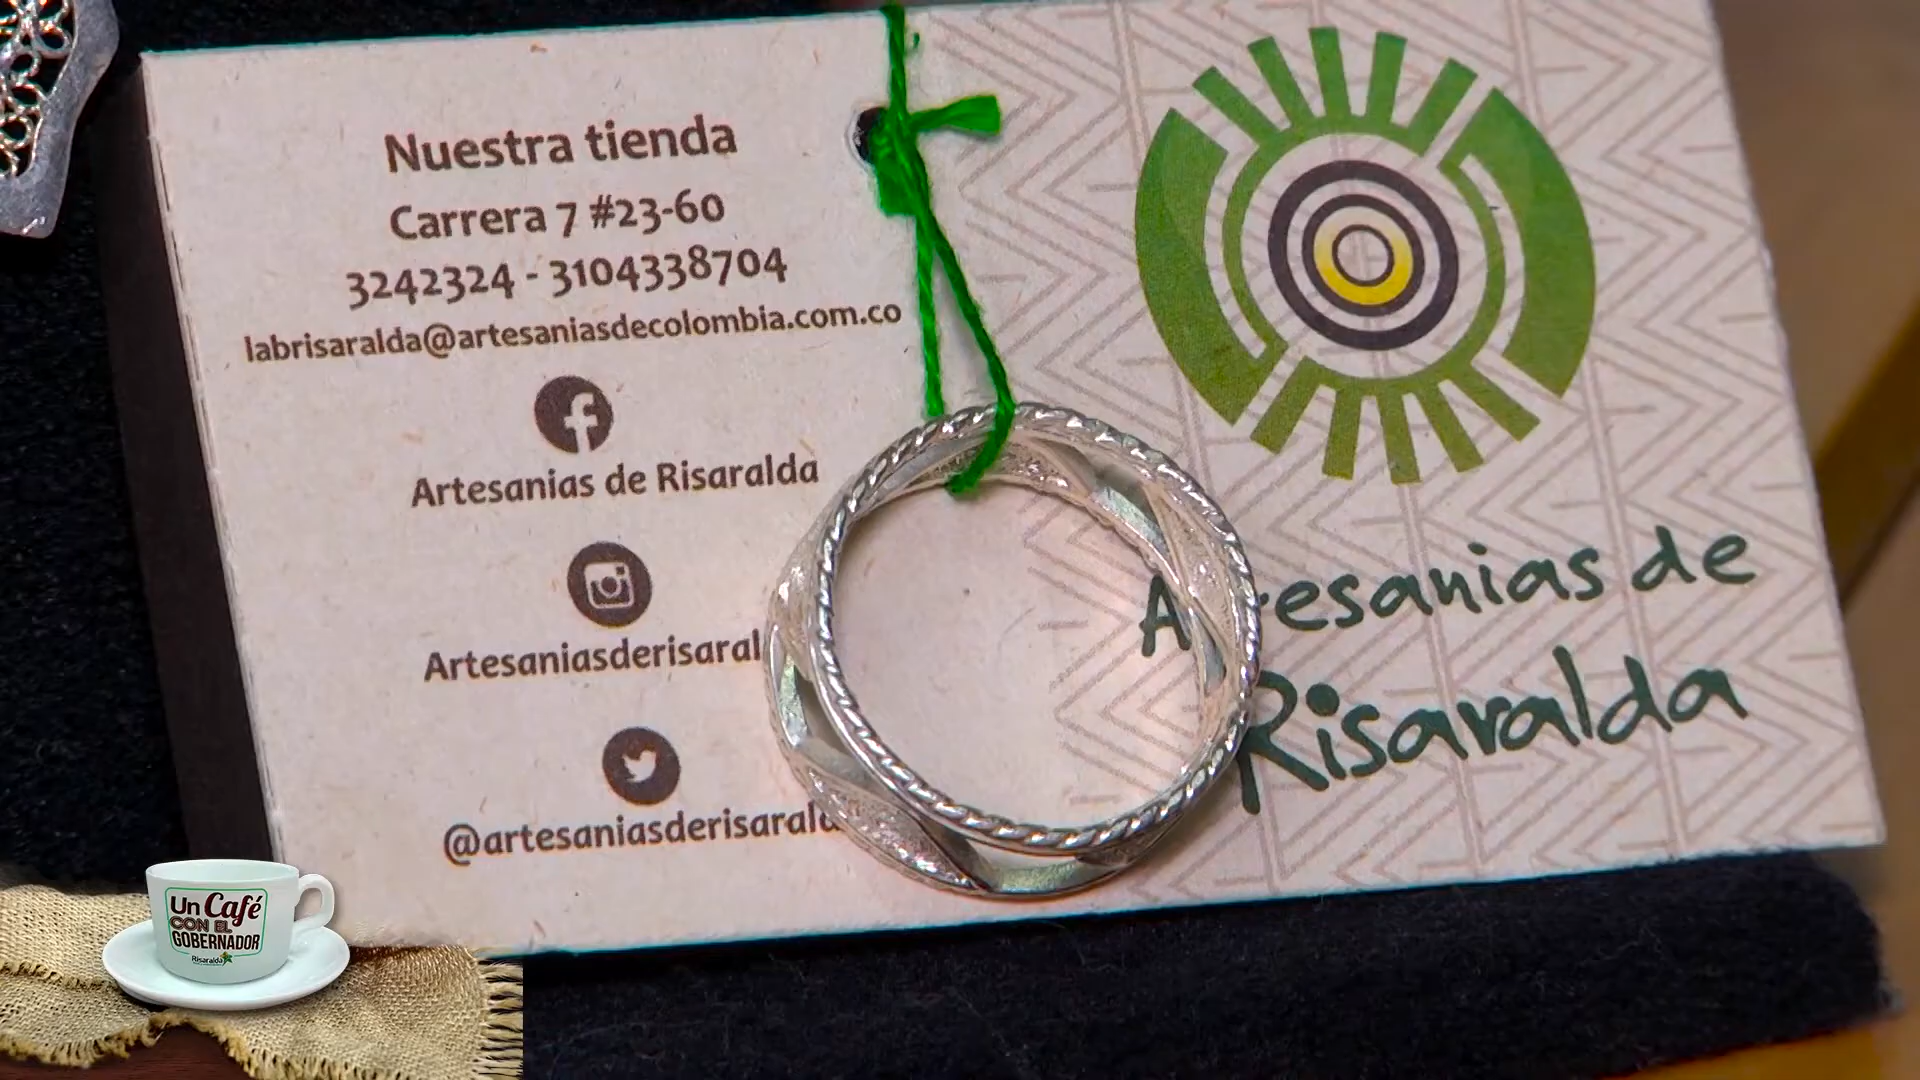 Nuestra tienda
Carrera 7 #23-60
3242324 - 3104338704
labrisaralda@artesaniasdecolombia.com.co
Artesanias de Risaralda
Artesaniasderisaral
@artesaniasderisarald
Artesanias de
Risaralda
Un Café
CON EL
GOBERNADOR
Risaralda